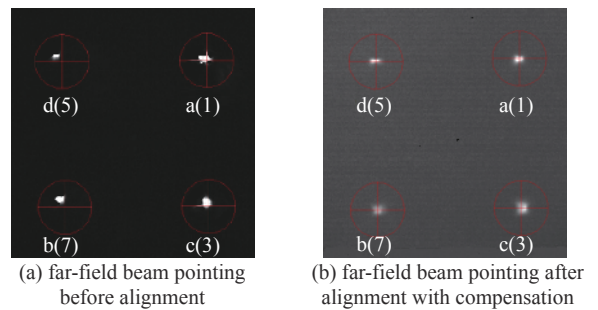 d(5) a(1)
b(7) c(3)
d(5) a(1)
b(7) c(3)
(a) far-field beam pointing
before alignment
(b) far-field beam pointing after
alignment with compensation